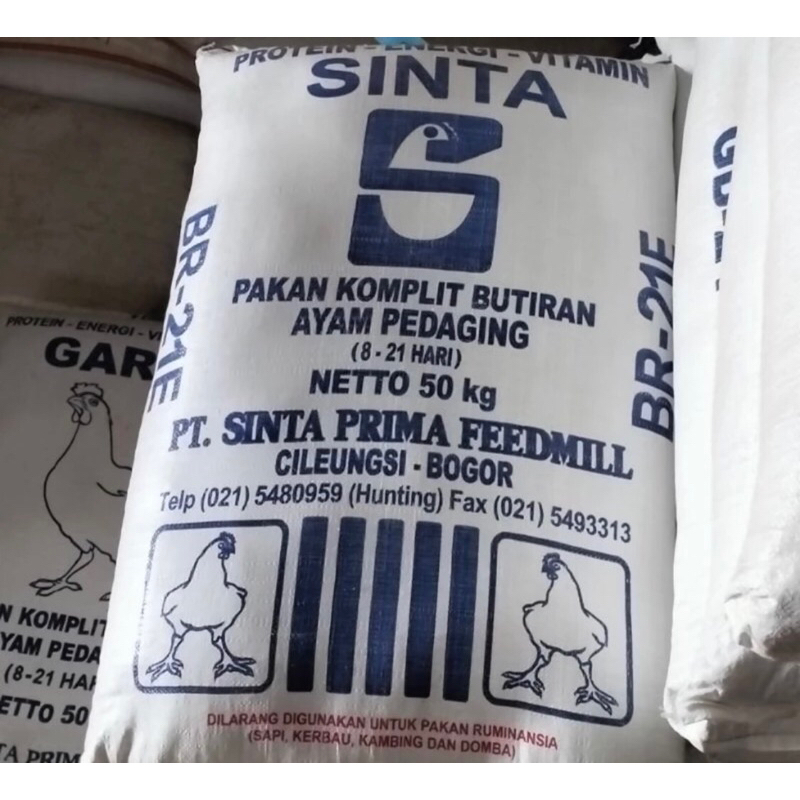 PROTEIN - ENERGI - VITAMIN
SINTA
BR-21E
BR-21E
PAKAN KOMPLIT BUTIRAN
AYAM PEDAGING
(8 - 21 HARI)
NETTO 50 kg
PT. SINTA PRIMA FEEDMILL
CILEUNGSI - BOGOR
Telp (021) 5480959 (Hunting) Fax (021) 5493313
DILARANG DIGUNAKAN UNTUK PAKAN RUMINANSIA
(SAPI, KERBAU, KAMBING DAN DOMBA)
PROTEIN - ENERGI - VI
GAR
N KOMPLIT
YAM PEDA
(8-21 HAR
ETTO 50
TA PRIM